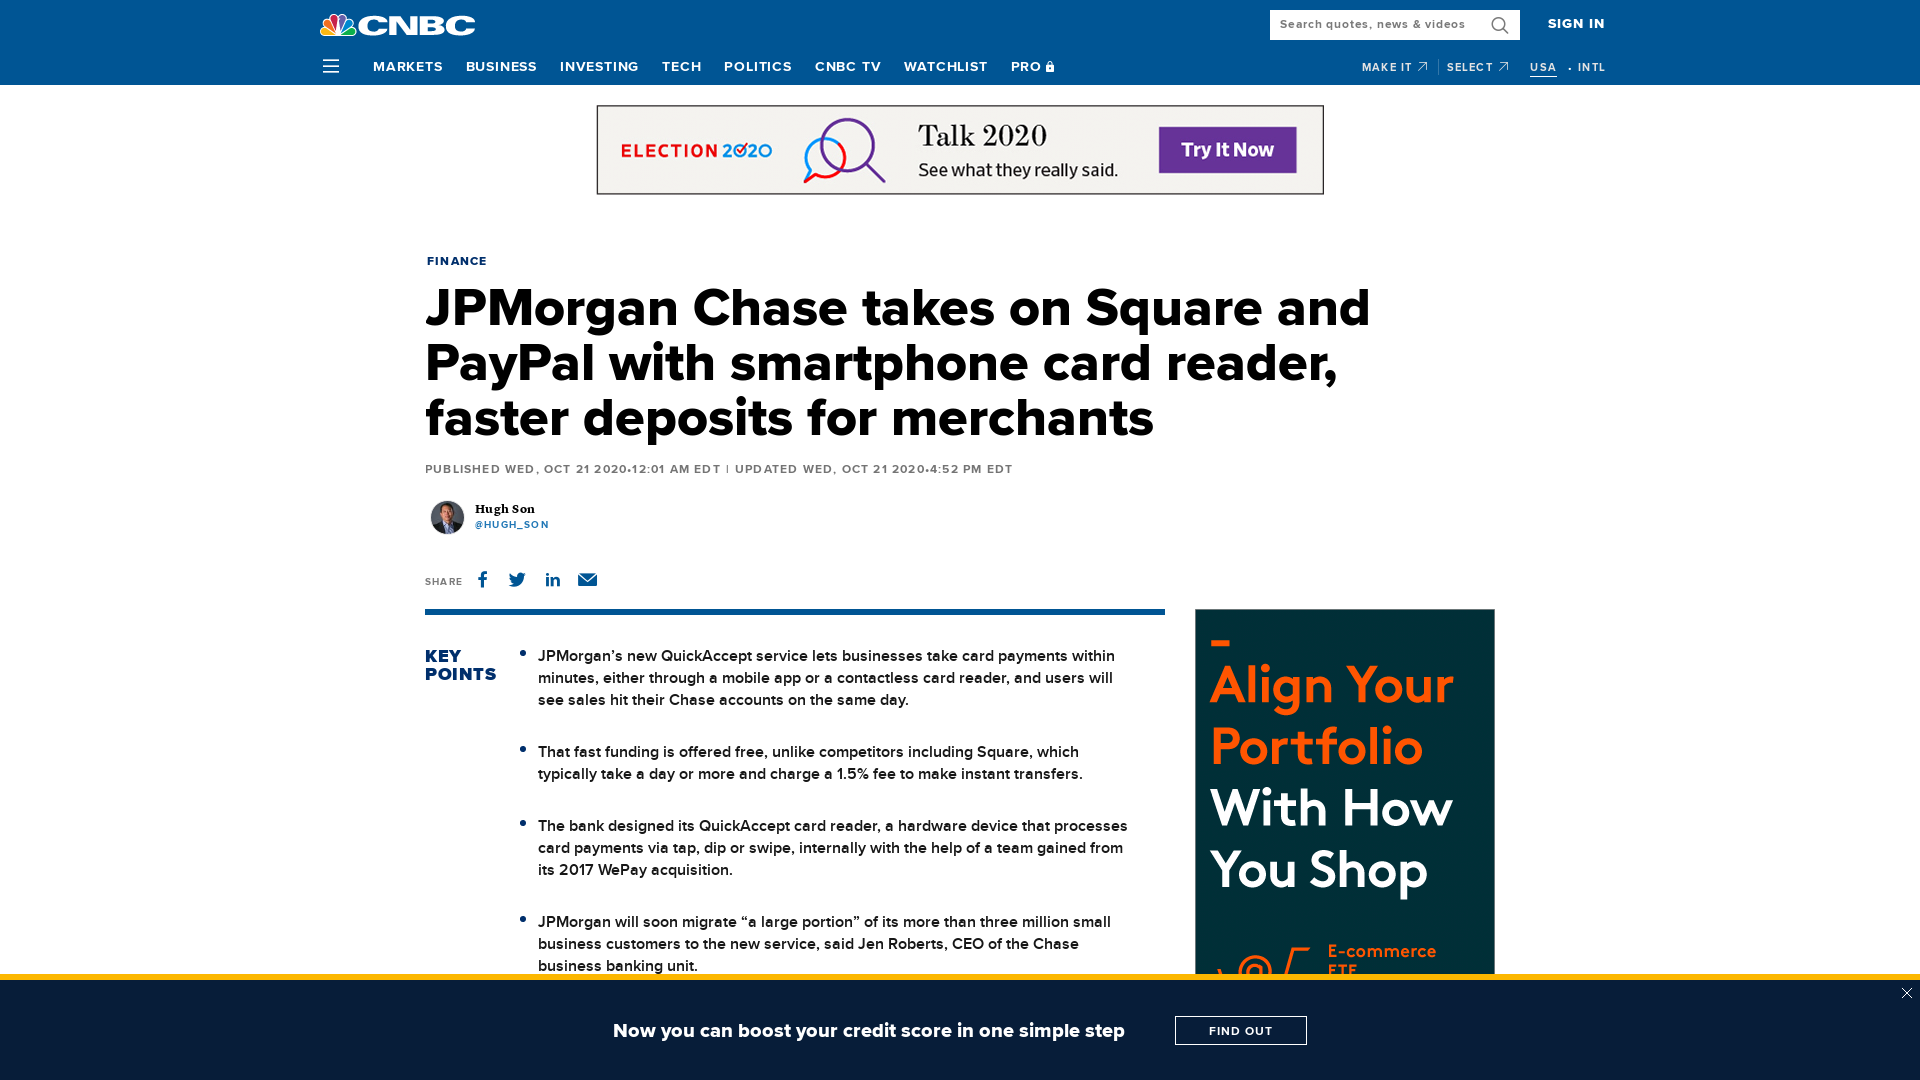 CNBC
Search quotes, news & videos
SIGN IN
MARKETS BUSINESS INVESTING TECH POLITICS CNBC TV WATCHLIST PRO
MAKE IT SELECT USA • INTL
ELECTION 2020
Talk 2020
See what they really said.
Try It Now
FINANCE
JPMorgan Chase takes on Square and
PayPal with smartphone card reader,
faster deposits for merchants
PUBLISHED WED, OCT 21 2020•12:01 AM EDT | UPDATED WED, OCT 21 2020•4:52 PM EDT
Hugh Son
@HUGH_SON
SHARE
KEY
POINTS
• JPMorgan’s new QuickAccept service lets businesses take card payments within
minutes, either through a mobile app or a contactless card reader, and users will
see sales hit their Chase accounts on the same day.
• That fast funding is offered free, unlike competitors including Square, which
typically take a day or more and charge a 1.5% fee to make instant transfers.
• The bank designed its QuickAccept card reader, a hardware device that processes
card payments via tap, dip or swipe, internally with the help of a team gained from
its 2017 WePay acquisition.
• JPMorgan will soon migrate “a large portion” of its more than three million small
business customers to the new service, said Jen Roberts, CEO of the Chase
business banking unit.
Align Your
Portfolio
With How
You Shop
E-commerce
ETF
Now you can boost your credit score in one simple step
FIND OUT